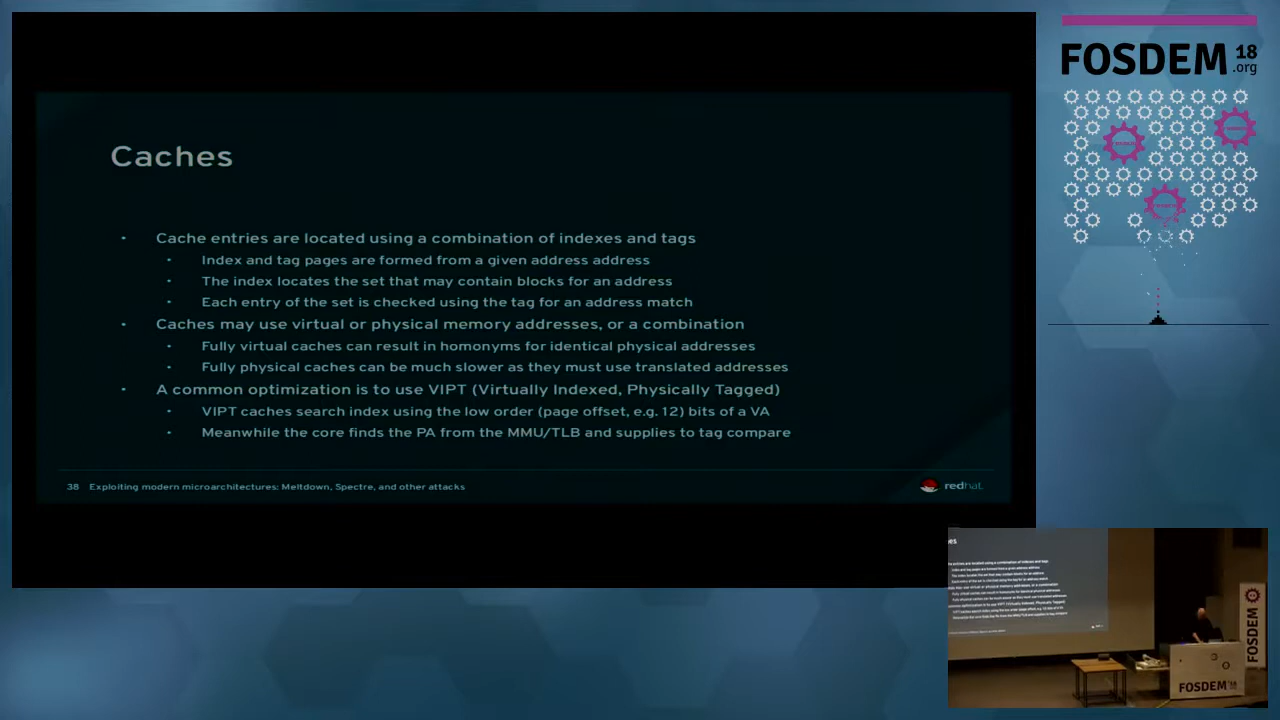 Caches
• Cache entries are located using a combination of indexes and tags
• Index and tag pages are formed from a given address address
• The index locates the set that may contain blocks for an address
• Each entry of the set is checked using the tag for an address match
• Caches may use virtual or physical memory addresses, or a combination
• Fully virtual caches can result in homonyms for identical physical addresses
• Fully physical caches can be much slower as they must use translated addresses
• A common optimization is to use VIPT (Virtually Indexed, Physically Tagged)
• VIPT caches search index using the low order (page offset, e.g. 12) bits of a VA
• Meanwhile the core finds the PA from the MMU/TLB and supplies to tag compare
38 Exploiting modern microarchitectures: Meltdown, Spectre, and other attacks
redhat.
FOSDEM 18
.org
FOSDEM
FOSDEM'18